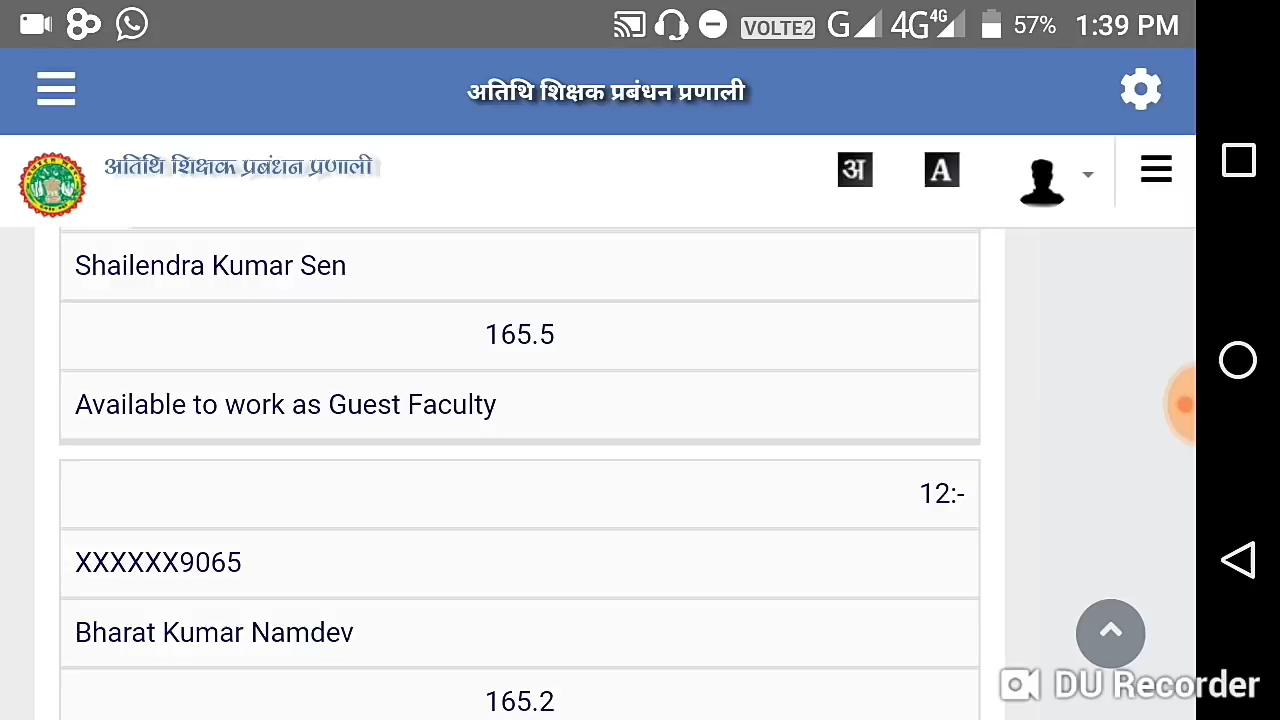 VOLTE2 G 4G 4G 57% 1:39 PM
अतिथि शिक्षक प्रबंधन प्रणाली
अतिथि शिक्षक प्रबंधन प्रणाली
अ A
Shailendra Kumar Sen
165.5
Available to work as Guest Faculty
12:-
XXXXXX9065
Bharat Kumar Namdev
165.2
DU Recorder